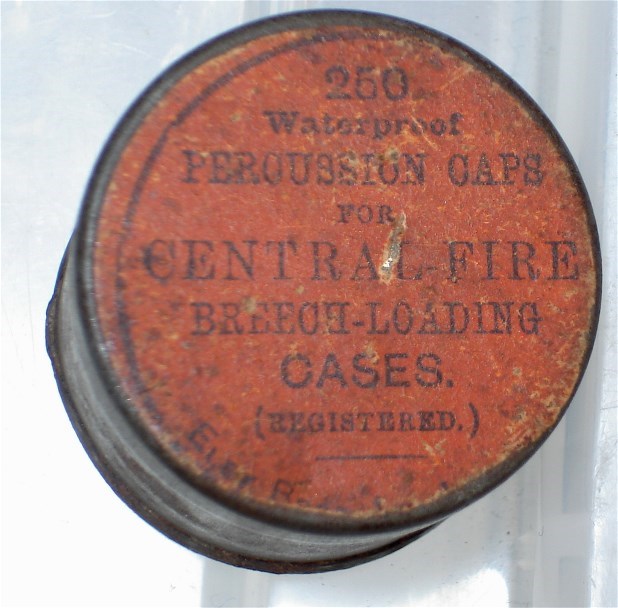 250
Waterproof
PERCUSSION CAPS
FOR
CENTRAL-FIRE
BREECH-LOADING
CASES.
(REGISTERED.)